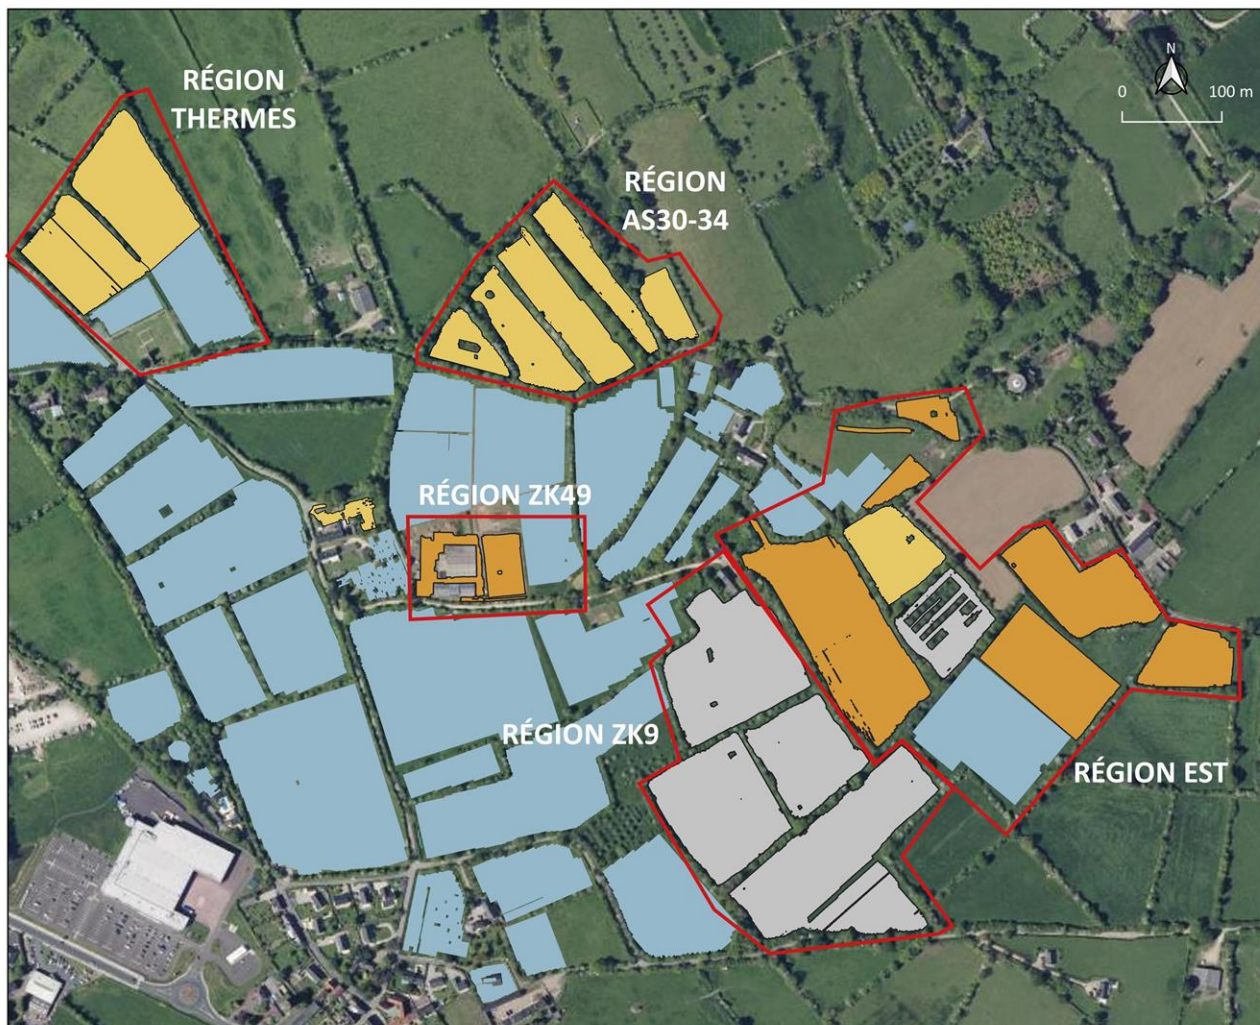 RÉGION
THERMES
N
0 100 m
RÉGION
AS30-34
RÉGION ZK49
RÉGION ZK9
RÉGION EST